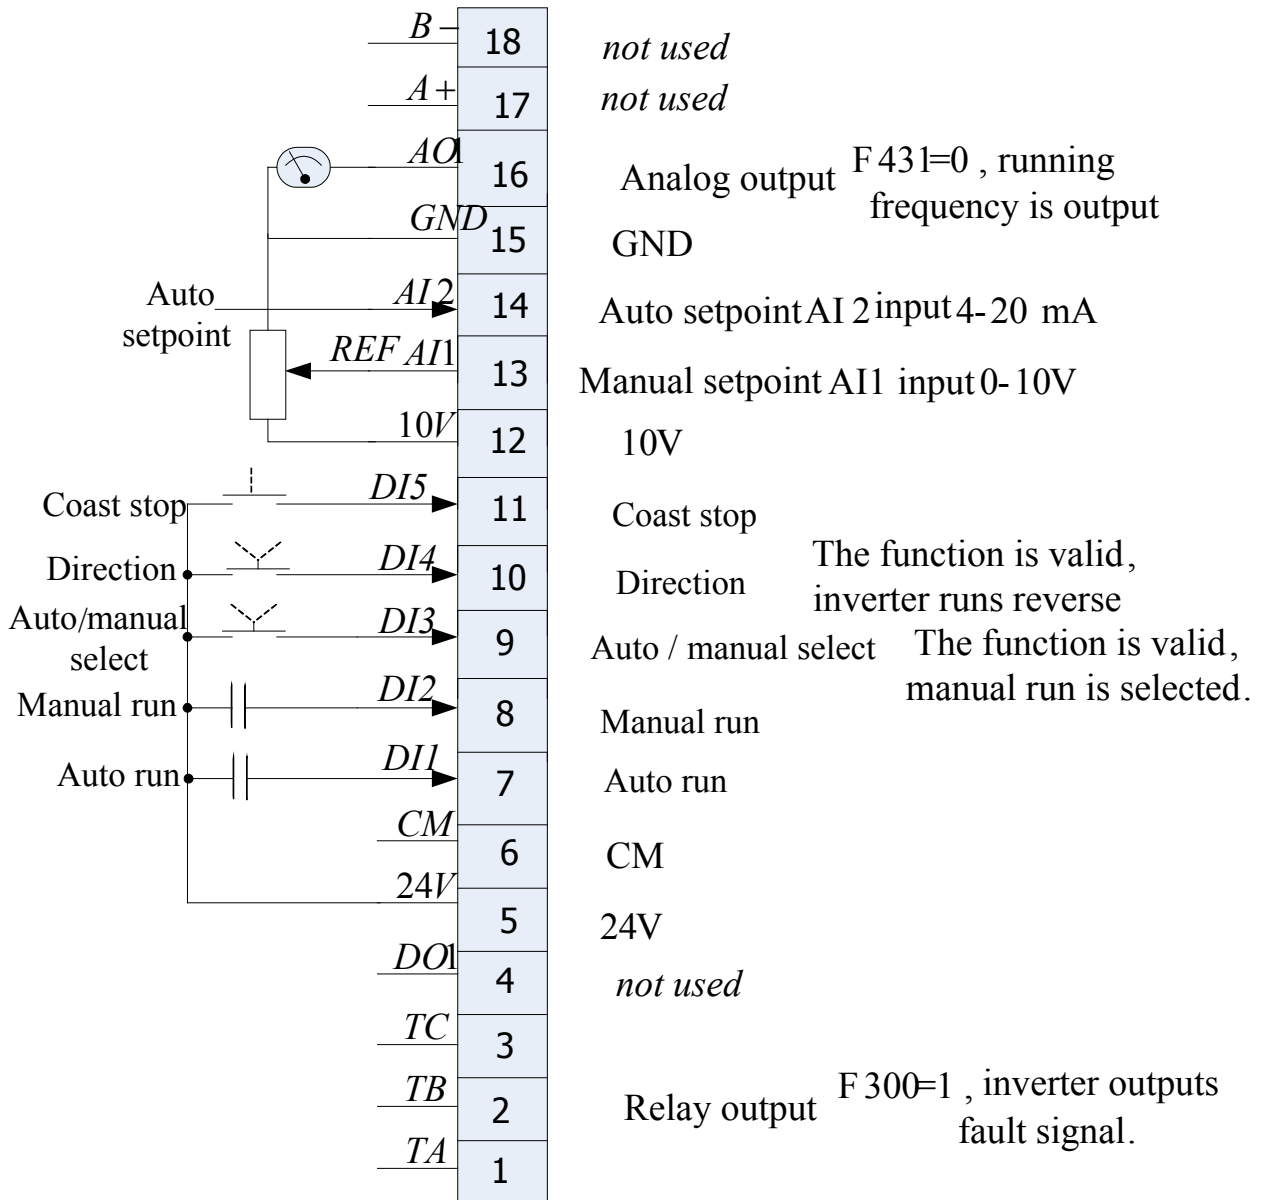 B − 18 not used
A+ 17 not used
AO1 16 Analog output F431=0 , running
frequency is output
GND 15 GND
Auto
setpoint
AI2 14 Auto setpoint AI 2 input 4-20 mA
REF AI1 13 Manual setpoint AI1 input 0-10V
10V 12 10V
Coast stop DI5 11 Coast stop
Direction DI4 10 Direction The function is valid,
inverter runs reverse
Auto/manual
select
DI3 9 Auto / manual select The function is valid,
manual run is selected.
Manual run DI2 8 Manual run
Auto run DI1 7 Auto run
CM 6 CM
24V 5 24V
DO1 4 not used
TC 3
TB 2 Relay output F300=1 , inverter outputs
fault signal.
TA 1